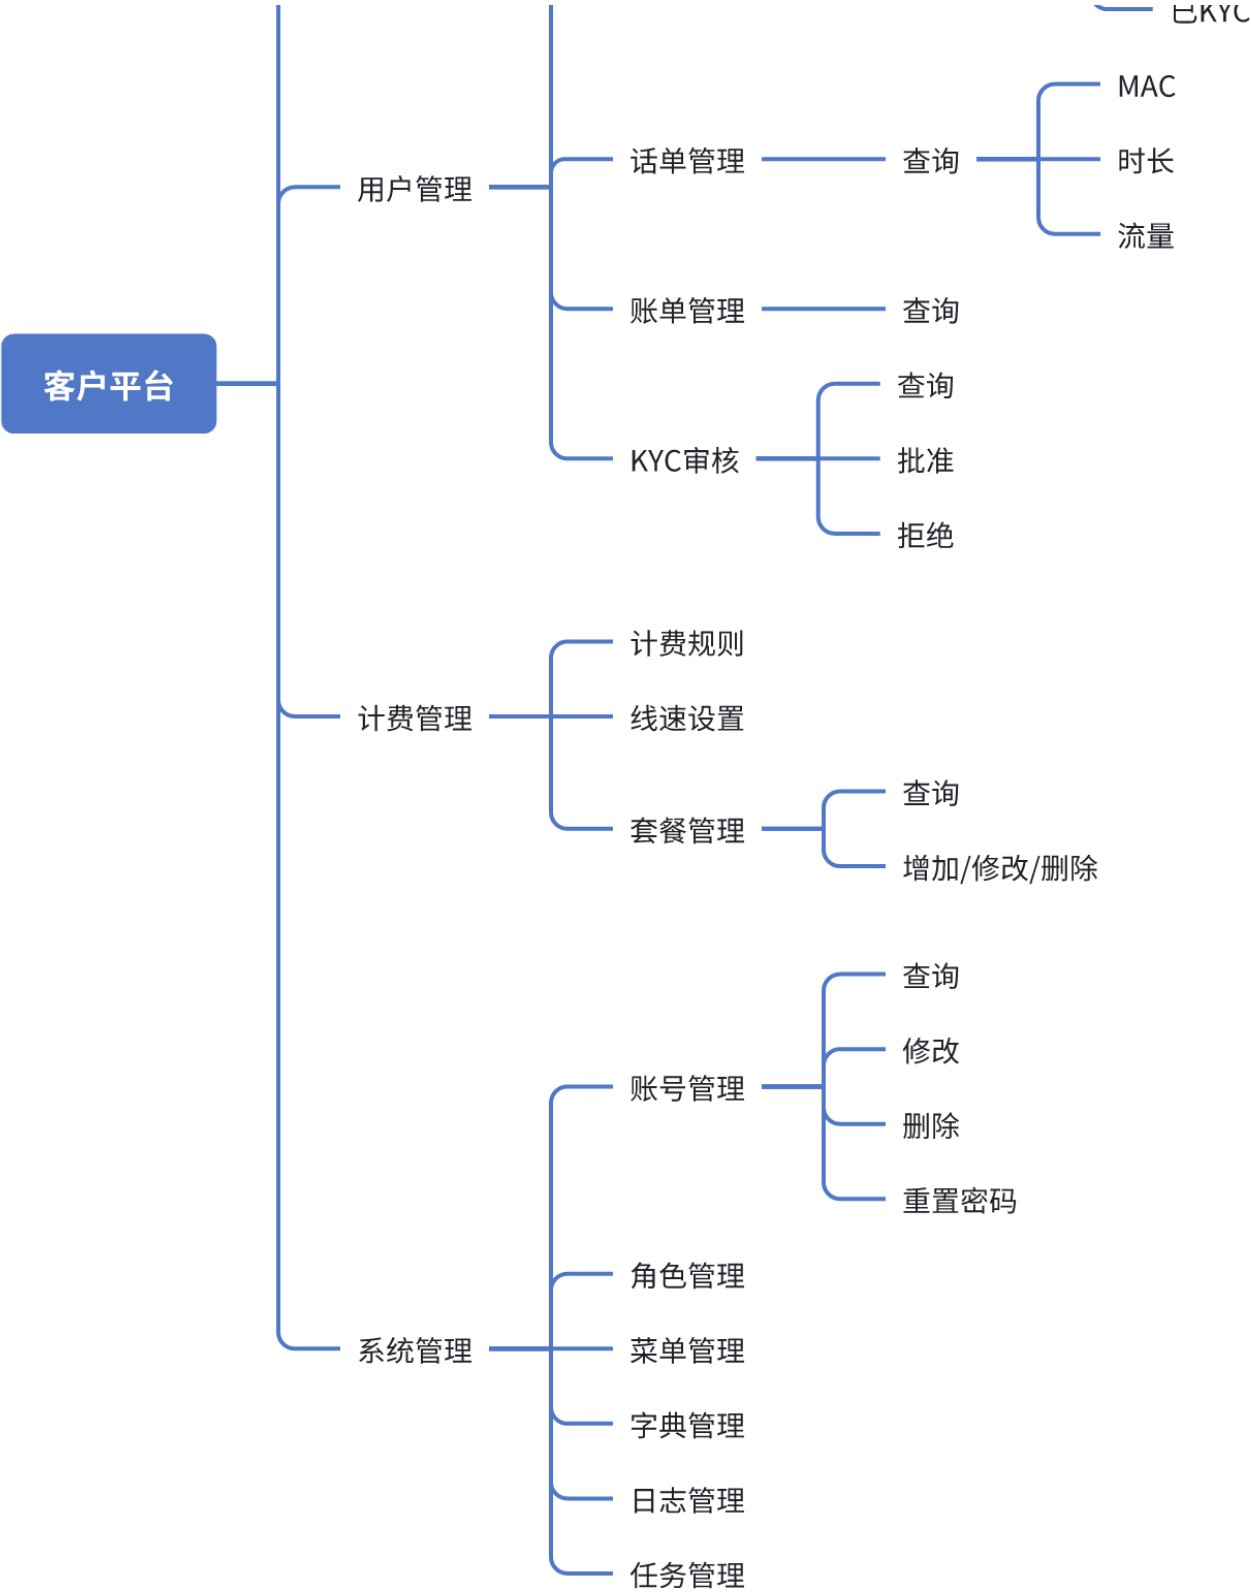 已KYC
MAC
话单管理
查询
时长
用户管理
流量
账单管理
查询
客户平台
查询
KYC审核
批准
拒绝
计费规则
计费管理
线速设置
查询
套餐管理
增加/修改/删除
查询
修改
账号管理
删除
重置密码
角色管理
系统管理
菜单管理
字典管理
日志管理
任务管理